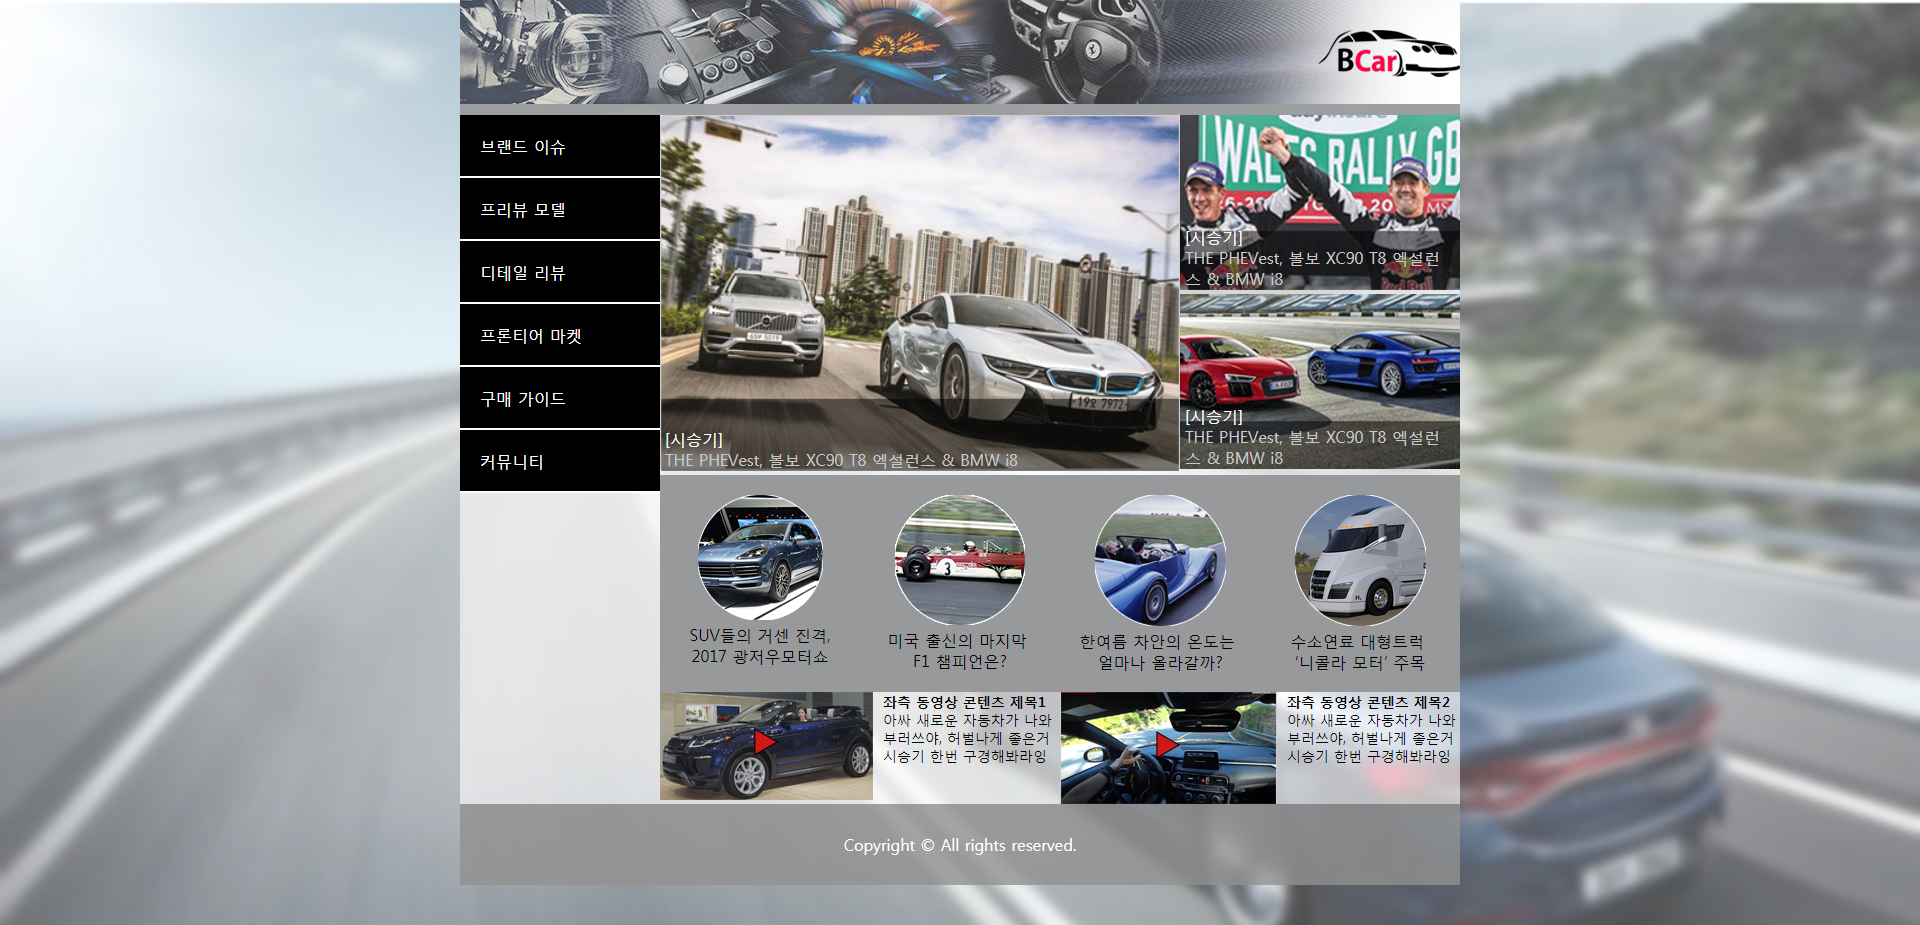 BCar
브랜드 이슈
프리뷰 모델
디테일 리뷰
프론티어 마켓
구매 가이드
커뮤니티
[시승기]
THE PHEVest, 볼보 XC90 T8 엑설런스 & BMW i8
WALES RALLY GB
[시승기]
THE PHEVest, 볼보 XC90 T8 엑설런
스 & BMW i8
[시승기]
THE PHEVest, 볼보 XC90 T8 엑설런
스 & BMW i8
SUV들의 거센 진격,
2017 광저우모터쇼
미국 출신의 마지막
F1 챔피언은?
한여름 차안의 온도는
얼마나 올라갈까?
수소연료 대형트럭
‘니콜라 모터’ 주목
좌측 동영상 콘텐츠 제목1
아싸 새로운 자동차가 나와
부러쓰야, 허벌나게 좋은거
시승기 한번 구경해봐라잉
좌측 동영상 콘텐츠 제목2
아싸 새로운 자동차가 나와
부러쓰야, 허벌나게 좋은거
시승기 한번 구경해봐라잉
Copyright © All rights reserved.